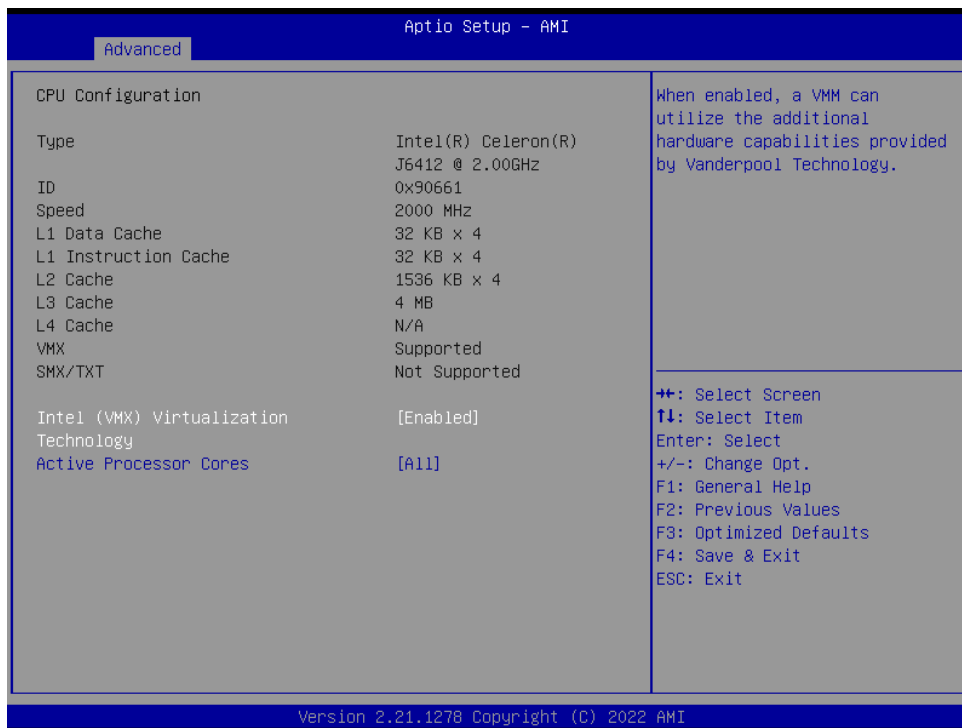 Aptio Setup – AMI
Advanced
CPU Configuration
Type Intel(R) Celeron(R)
J6412 @ 2.00GHz
ID 0x90661
Speed 2000 MHz
L1 Data Cache 32 KB x 4
L1 Instruction Cache 32 KB x 4
L2 Cache 1536 KB x 4
L3 Cache 4 MB
L4 Cache N/A
VMX Supported
SMX/TXT Not Supported
Intel (VMX) Virtualization [Enabled]
Technology
Active Processor Cores [All]
When enabled, a VMM can
utilize the additional
hardware capabilities provided
by Vanderpool Technology.
→←: Select Screen
↑↓: Select Item
Enter: Select
+/-: Change Opt.
F1: General Help
F2: Previous Values
F3: Optimized Defaults
F4: Save & Exit
ESC: Exit
Version 2.21.1278 Copyright (C) 2022 AMI